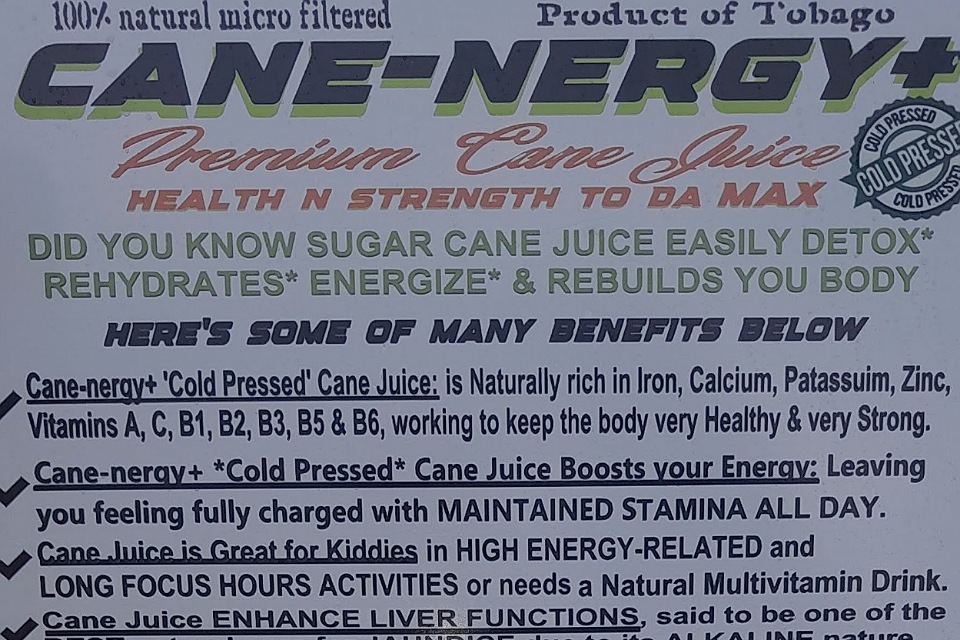 100% natural micro filtered
Product of Tobago
CANE-NERGY+
Premium Cane Juice
COLD PRESSED
COLD PRESSED
COLD PRESSED
HEALTH N STRENGTH TO DA MAX
DID YOU KNOW SUGAR CANE JUICE EASILY DETOX*
REHYDRATES* ENERGIZE* & REBUILDS YOU BODY
HERE'S SOME OF MANY BENEFITS BELOW
Cane-nergy+ 'Cold Pressed' Cane Juice: is Naturally rich in Iron, Calcium, Patassuim, Zinc,
Vitamins A, C, B1, B2, B3, B5 & B6, working to keep the body very Healthy & very Strong.
Cane-nergy+ *Cold Pressed* Cane Juice Boosts your Energy: Leaving
you feeling fully charged with MAINTAINED STAMINA ALL DAY.
Cane Juice is Great for Kiddies in HIGH ENERGY-RELATED and
LONG FOCUS HOURS ACTIVITIES or needs a Natural Multivitamin Drink.
Cane Juice ENHANCE LIVER FUNCTIONS, said to be one of the
JAUNDICE due to its ALKALINE nature